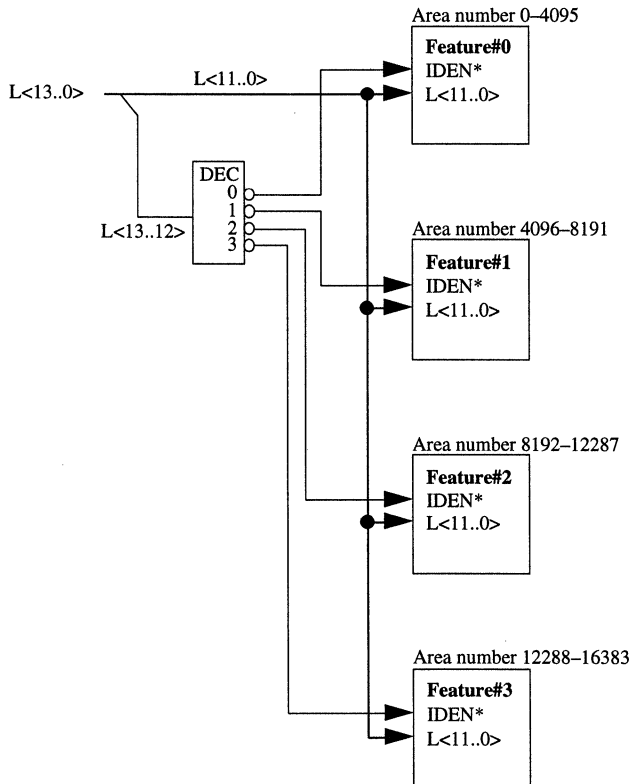 Area number 0–4095
Feature#0
IDEN*
L<11..0>
L<13..0>
L<11..0>
DEC
0
1
2
3
L<13..12>
Area number 4096–8191
Feature#1
IDEN*
L<11..0>
Area number 8192–12287
Feature#2
IDEN*
L<11..0>
Area number 12288–16383
Feature#3
IDEN*
L<11..0>